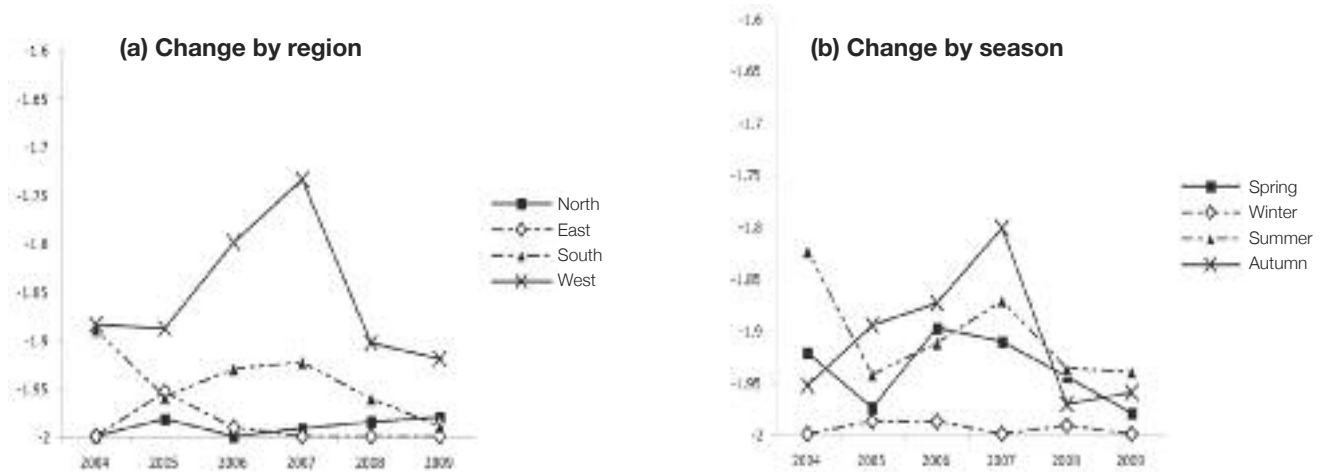 (a) Change by region
-1.6
-1.65
-1.7
-1.75
-1.8
-1.85
-1.9
-1.95
-2
2004 2005 2006 2007 2008 2009
North
East
South
West
(b) Change by season
-1.6
-1.65
-1.7
-1.75
-1.8
-1.85
-1.9
-1.95
-2
2004 2005 2006 2007 2008 2009
Spring
Winter
Summer
Autumn